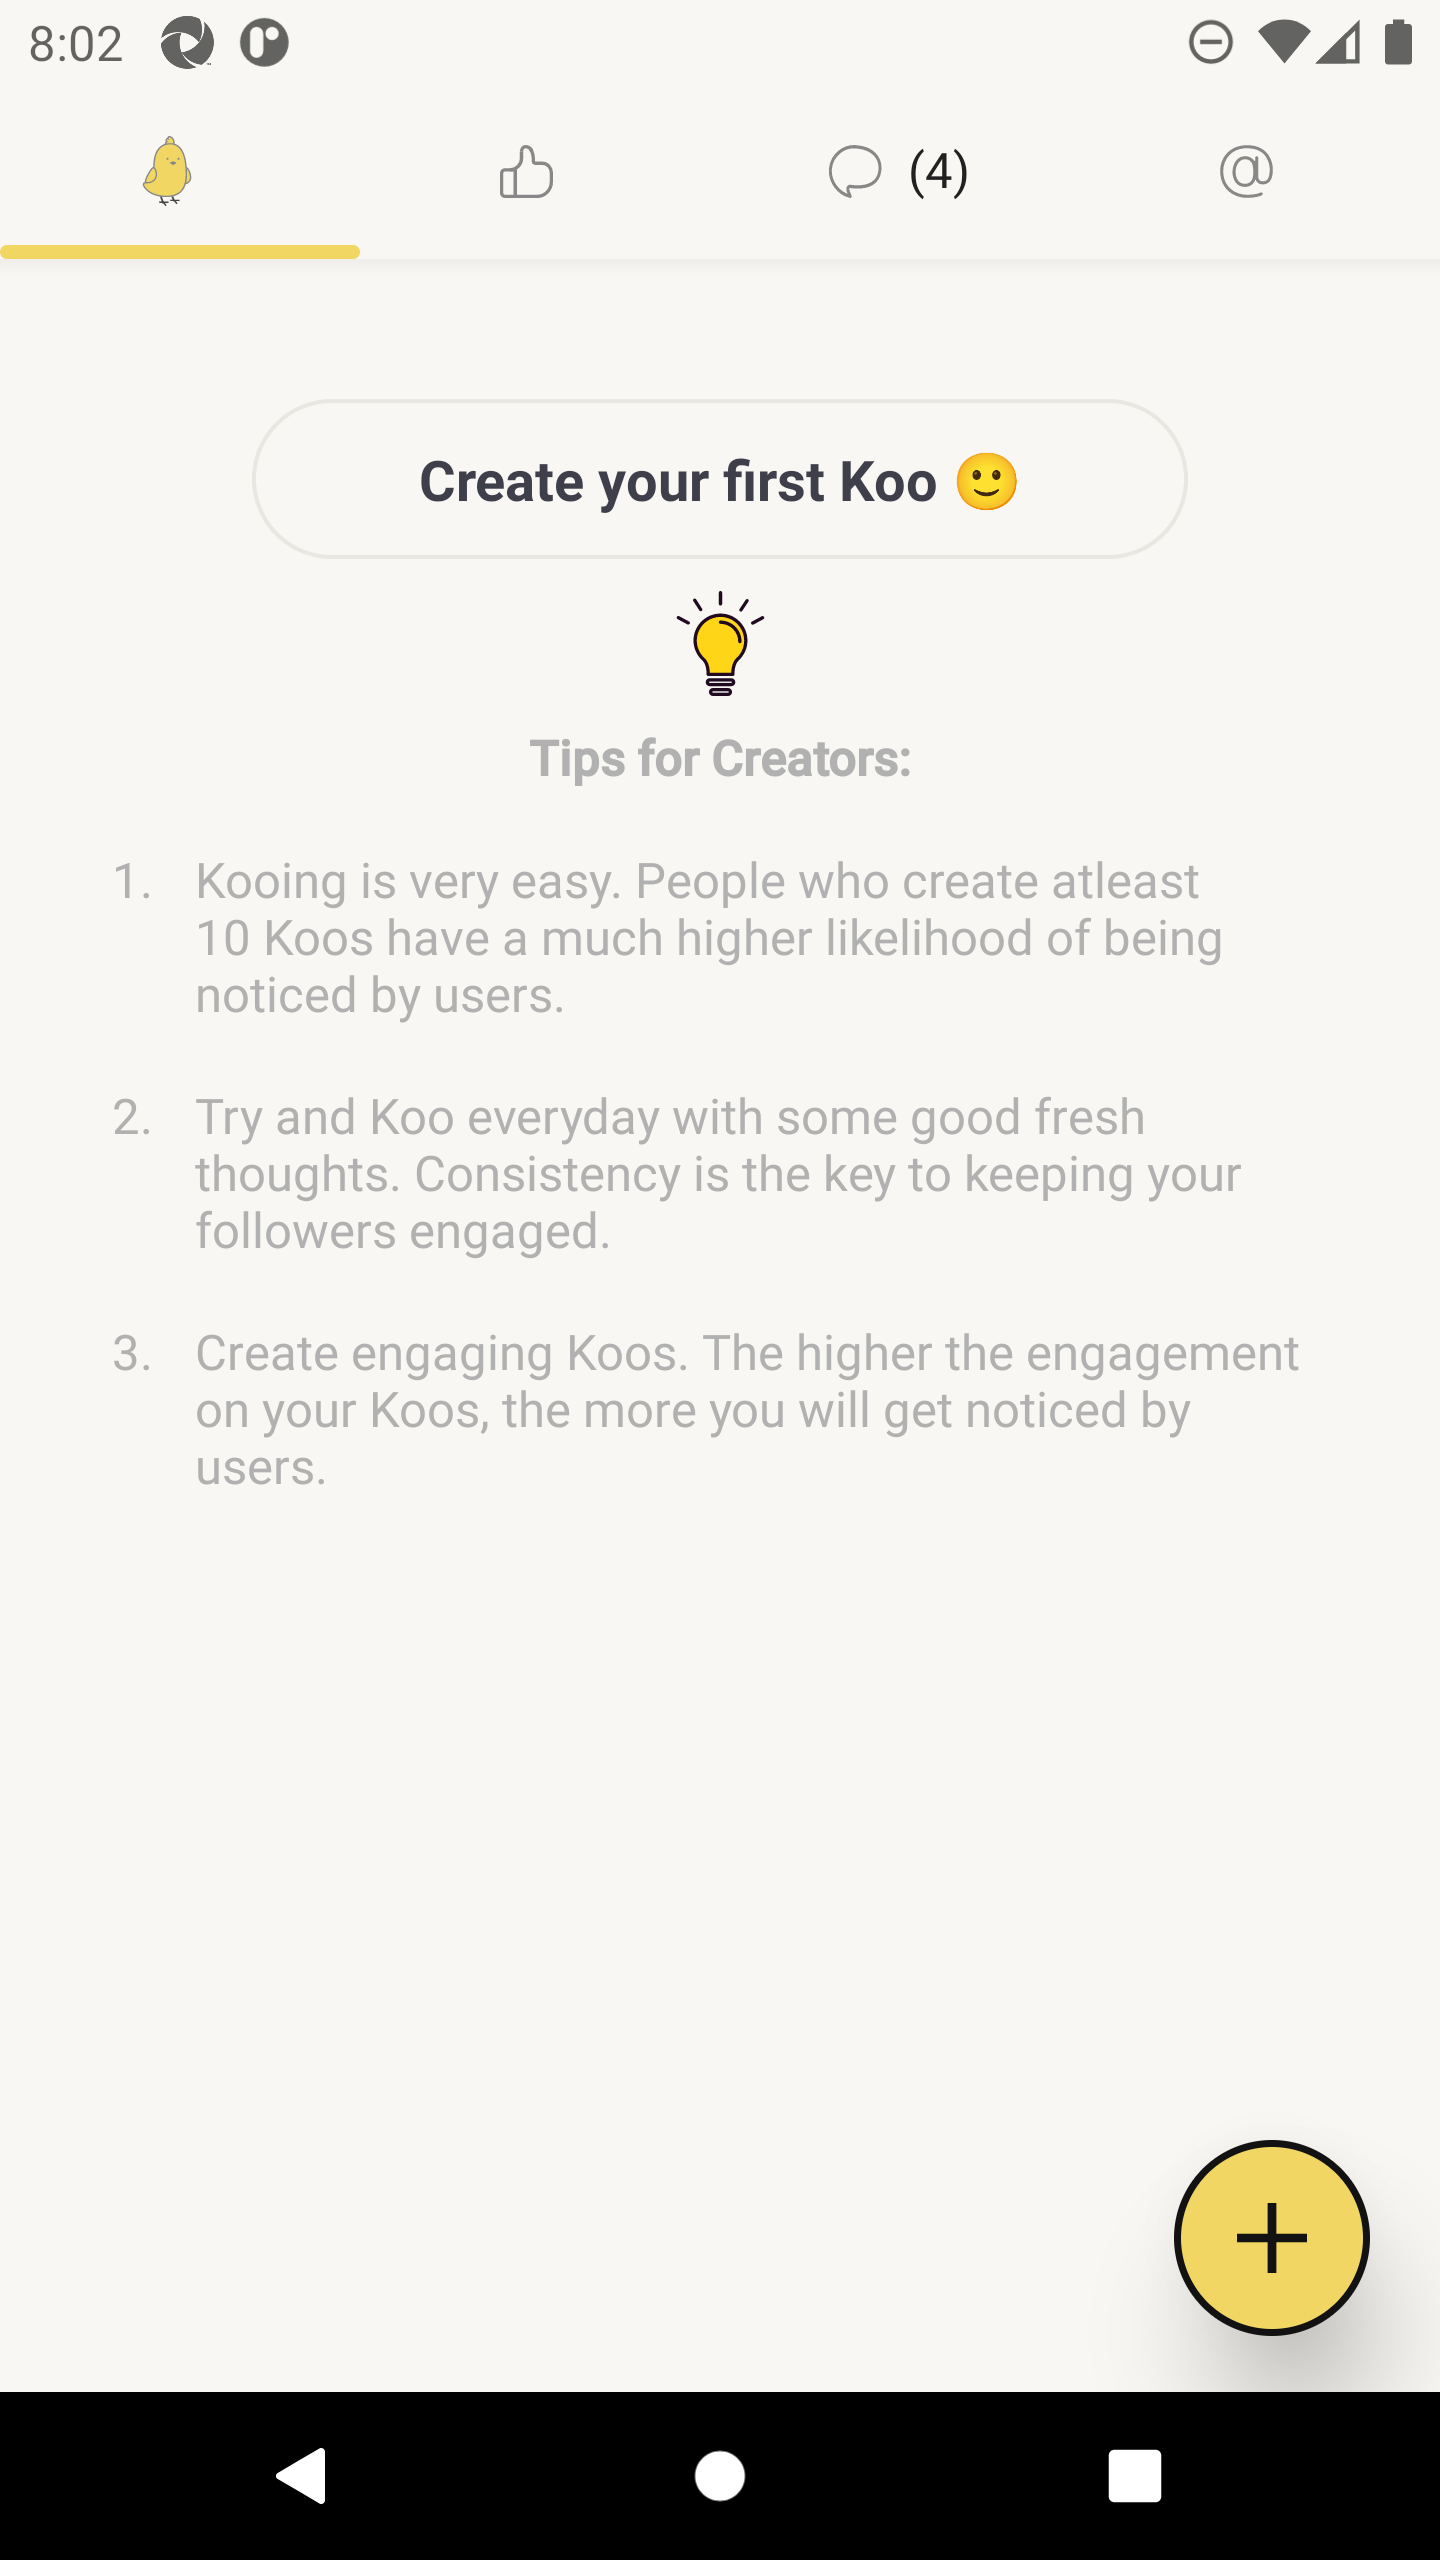 8:02
(4)
@
Create your first Koo 🙂
Tips for Creators:
1. Kooing is very easy. People who create atleast
10 Koos have a much higher likelihood of being
noticed by users.
2. Try and Koo everyday with some good fresh
thoughts. Consistency is the key to keeping your
followers engaged.
3. Create engaging Koos. The higher the engagement
on your Koos, the more you will get noticed by
users.